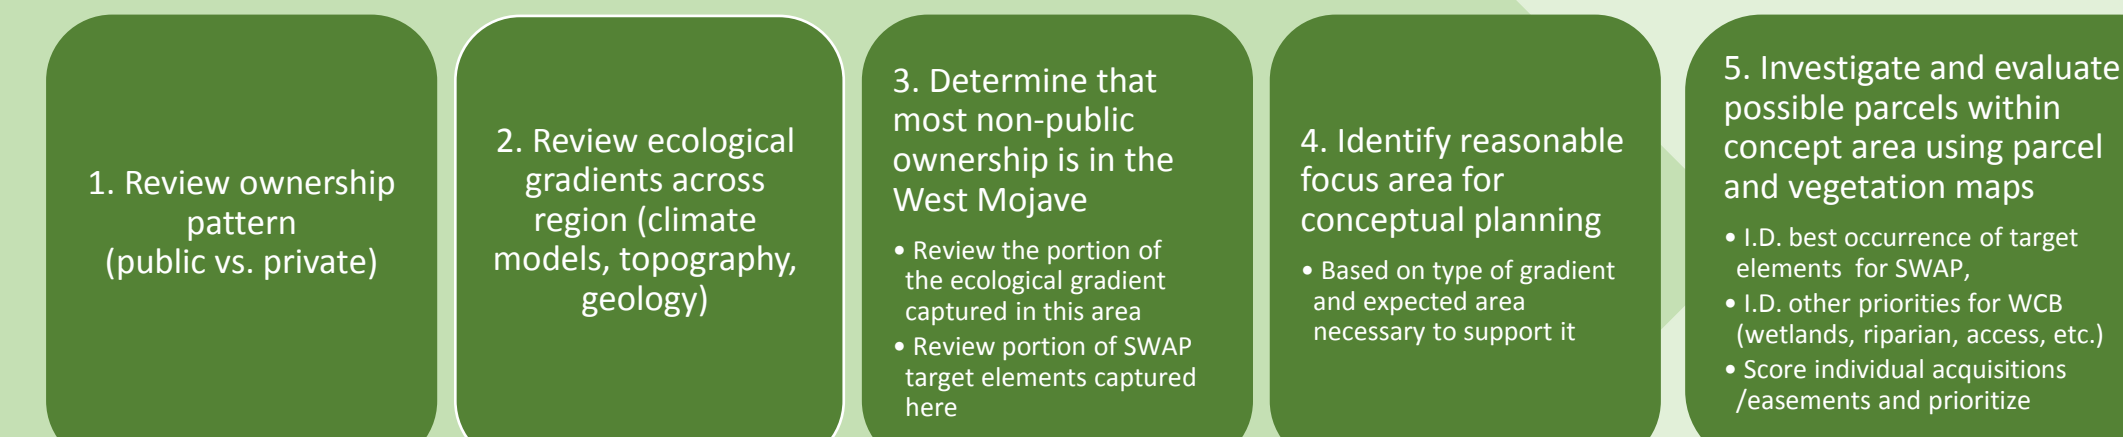 1. Review ownership
pattern
(public vs. private)
2. Review ecological
gradients across
region (climate
models, topography,
geology)
3. Determine that
most non-public
ownership is in the
West Mojave
• Review the portion of
the ecological gradient
captured in this area
• Review portion of SWAP
target elements captured
here
4. Identify reasonable
focus area for
conceptual planning
• Based on type of gradient
and expected area
necessary to support it
5. Investigate and evaluate
possible parcels within
concept area using parcel
and vegetation maps
• I.D. best occurrence of target
elements for SWAP,
• I.D. other priorities for WCB
(wetlands, riparian, access, etc.)
• Score individual acquisitions
/easements and prioritize